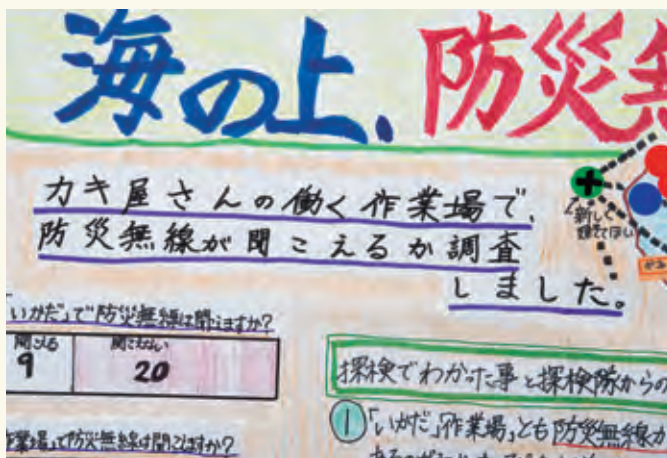 海の上、防災無
カキ屋さんの働く作業場で、
防災無線が聞こえるか調査
しました。
新しく
建ててほしい
「いかだ」で防災無線は聞こえますか?
聞こえる 聞こえない
9 20
作業場で防災無線は聞こえますか?
探検でわかった事と探検隊からの
① 「いかだ」「作業場」とも防災無線が